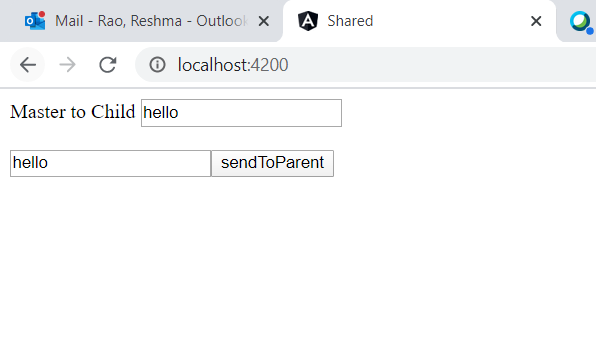 Mail - Rao, Reshma - Outlook
Shared
localhost:4200
Master to Child hello
hello sendToParent